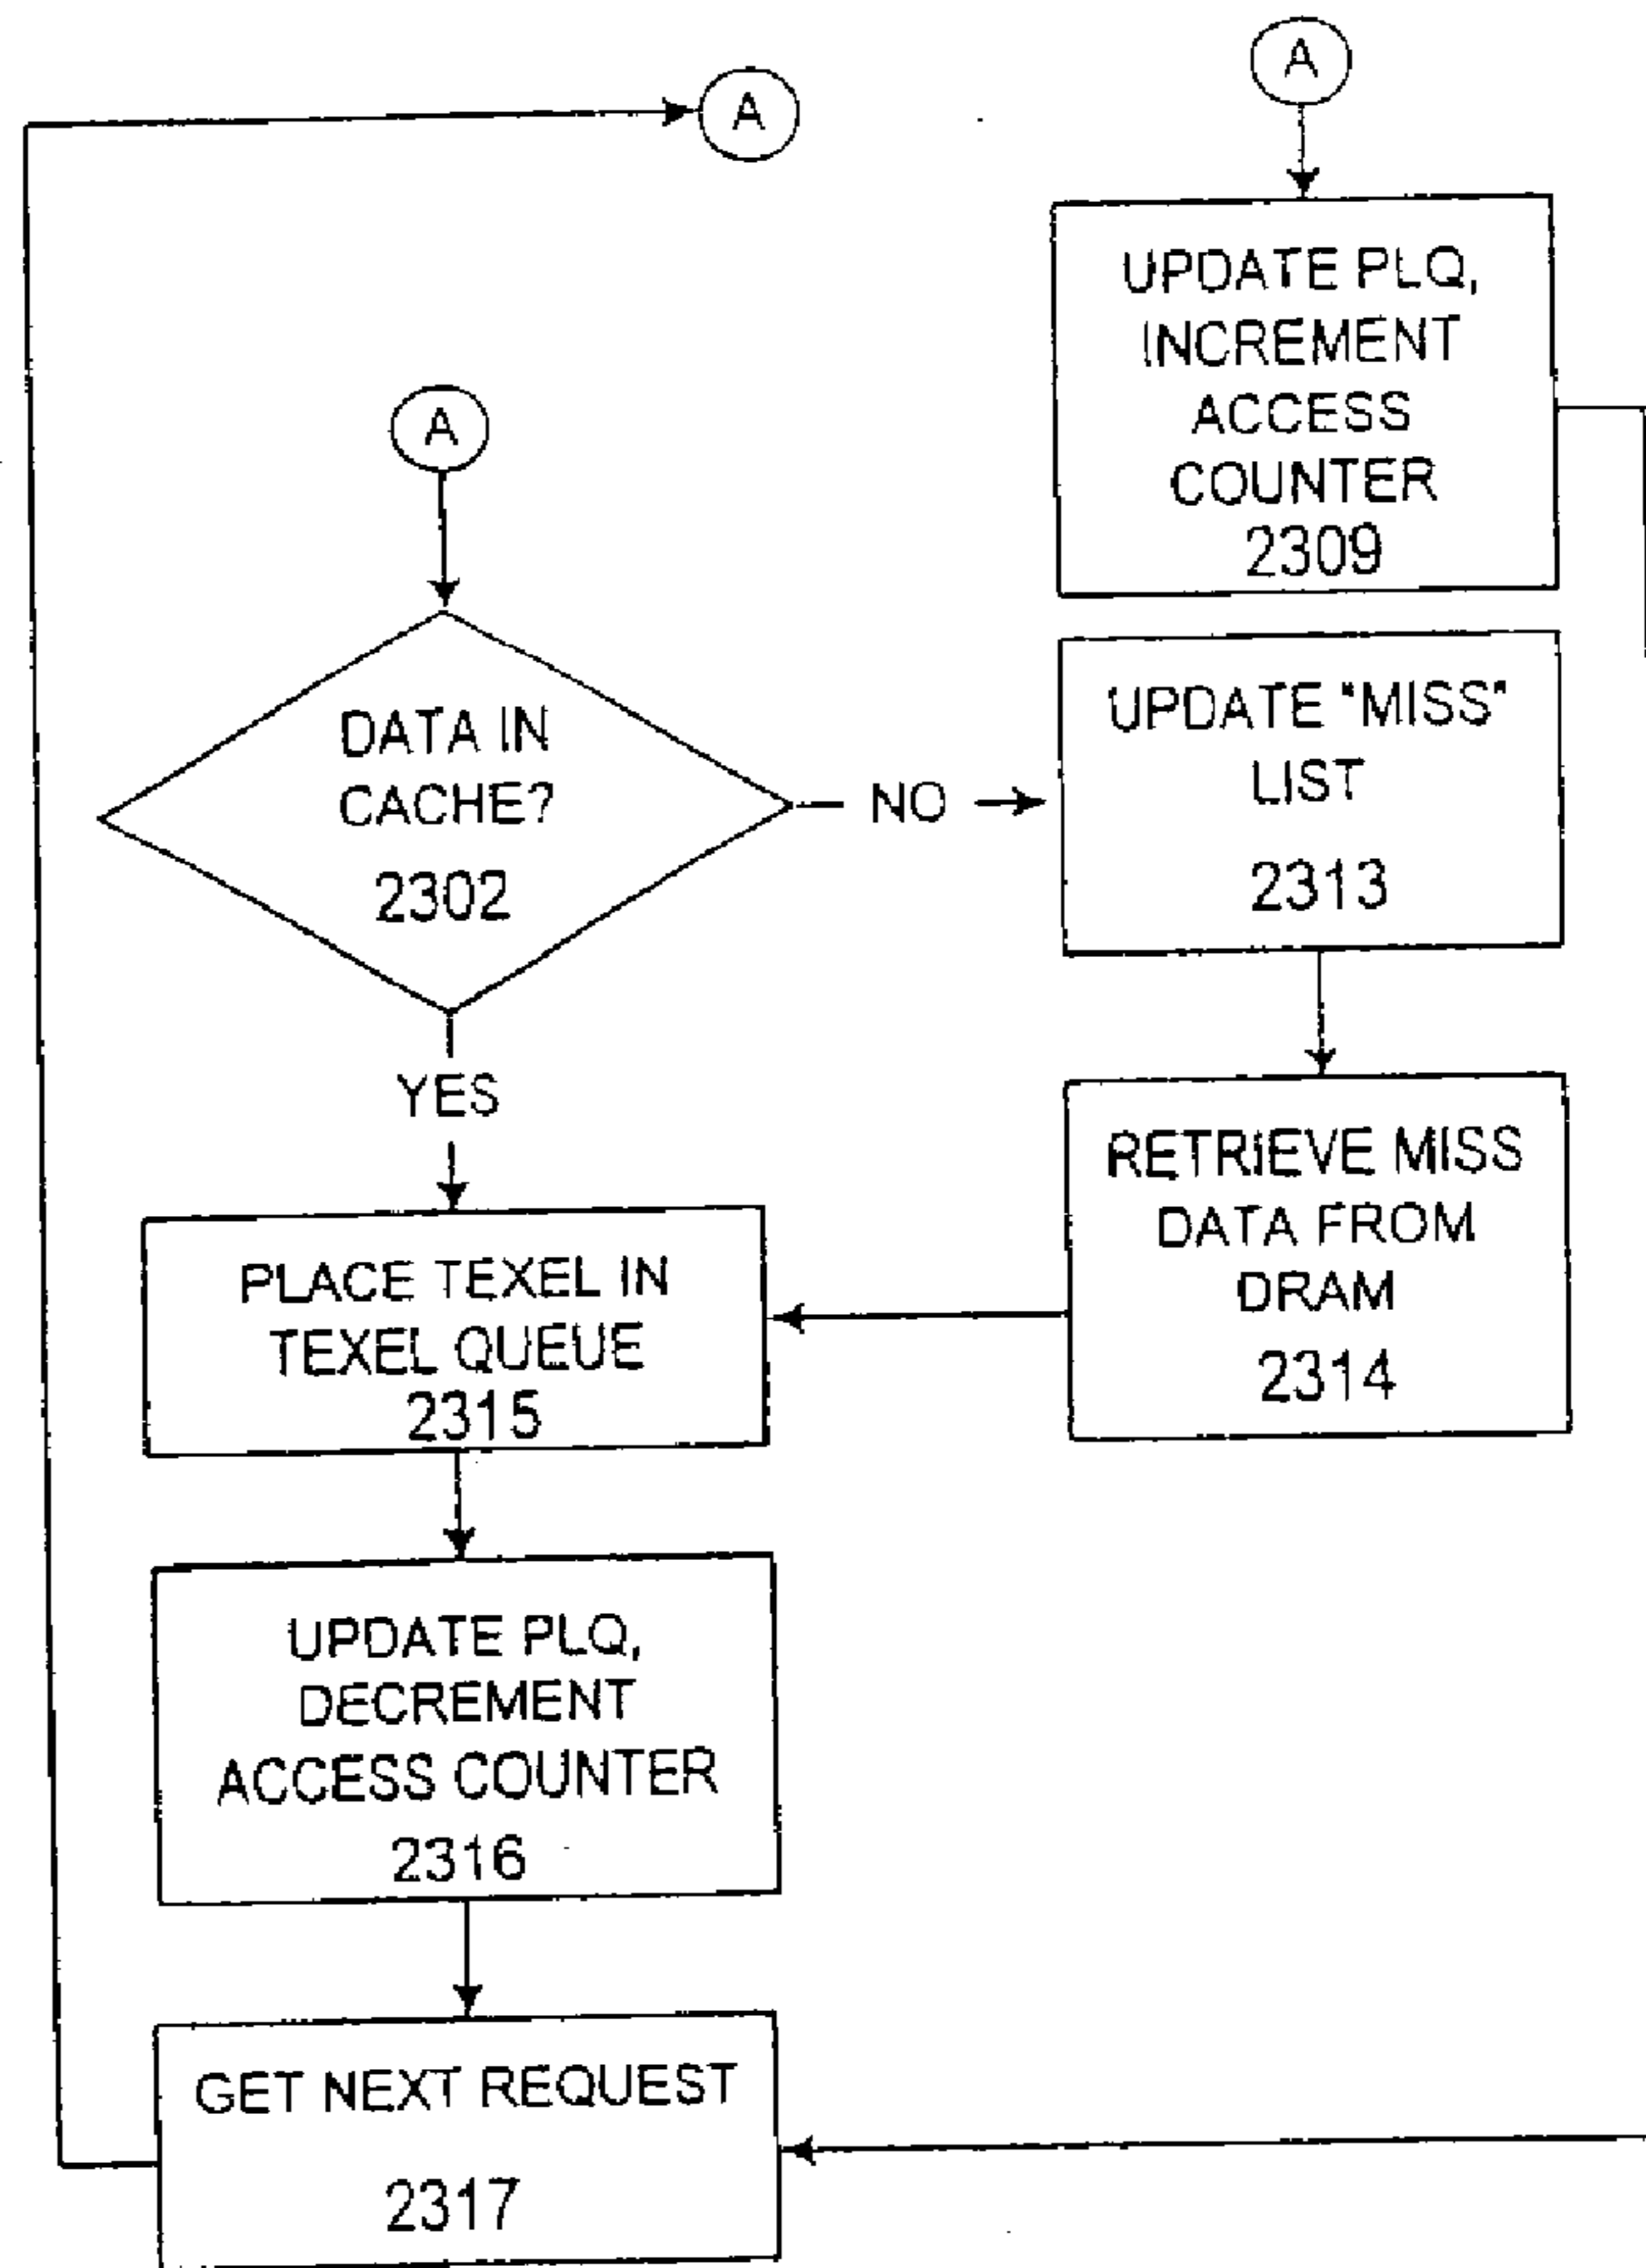 A
A
UPDATE PLQ,
INCREMENT
ACCESS
COUNTER
2309
A
DATA IN
CACHE?
2302
NO
UPDATE "MISS"
LIST
2313
YES
RETRIEVE MISS
DATA FROM
DRAM
2314
PLACE TEXEL IN
TEXEL QUEUE
2315
UPDATE PLQ,
DECREMENT
ACCESS COUNTER
2316
GET NEXT REQUEST
2317